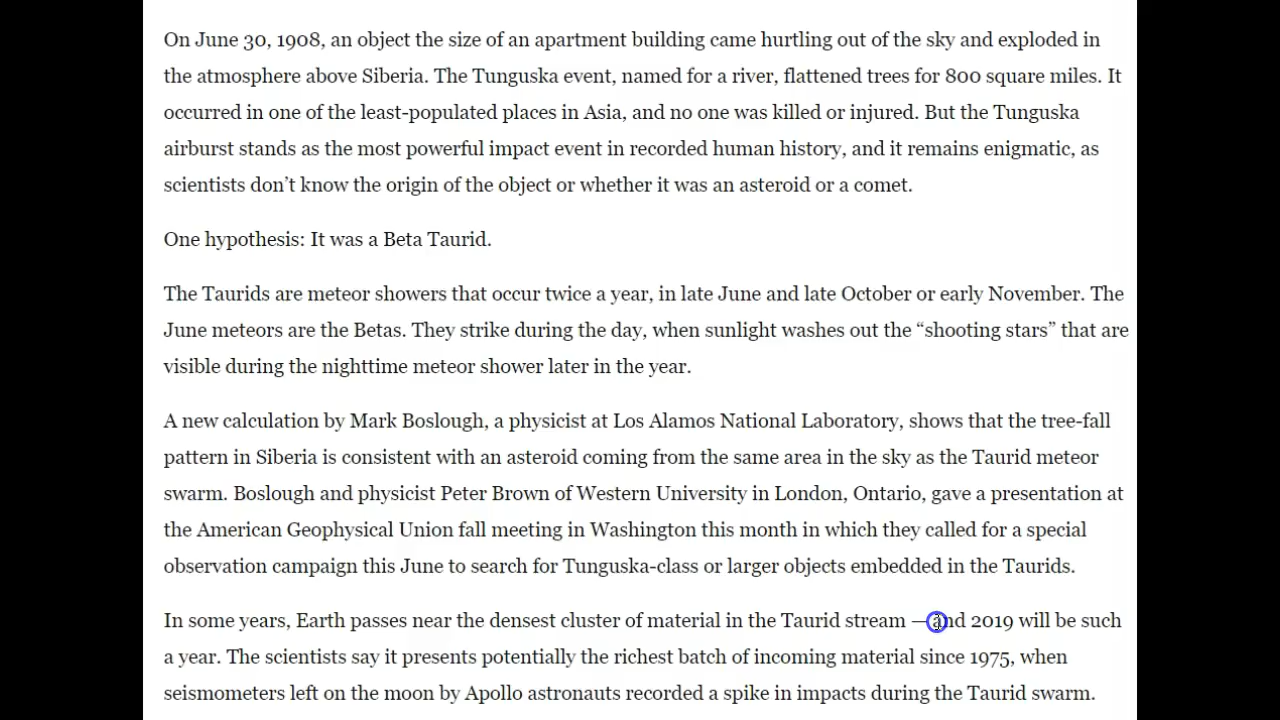 On June 30, 1908, an object the size of an apartment building came hurtling out of the sky and exploded in
the atmosphere above Siberia. The Tunguska event, named for a river, flattened trees for 800 square miles. It
occurred in one of the least-populated places in Asia, and no one was killed or injured. But the Tunguska
airburst stands as the most powerful impact event in recorded human history, and it remains enigmatic, as
scientists don’t know the origin of the object or whether it was an asteroid or a comet.
One hypothesis: It was a Beta Taurid.
The Taurids are meteor showers that occur twice a year, in late June and late October or early November. The
June meteors are the Betas. They strike during the day, when sunlight washes out the “shooting stars” that are
visible during the nighttime meteor shower later in the year.
A new calculation by Mark Boslough, a physicist at Los Alamos National Laboratory, shows that the tree-fall
pattern in Siberia is consistent with an asteroid coming from the same area in the sky as the Taurid meteor
swarm. Boslough and physicist Peter Brown of Western University in London, Ontario, gave a presentation at
the American Geophysical Union fall meeting in Washington this month in which they called for a special
observation campaign this June to search for Tunguska-class or larger objects embedded in the Taurids.
In some years, Earth passes near the densest cluster of material in the Taurid stream — and 2019 will be such
a year. The scientists say it presents potentially the richest batch of incoming material since 1975, when
seismometers left on the moon by Apollo astronauts recorded a spike in impacts during the Taurid swarm.